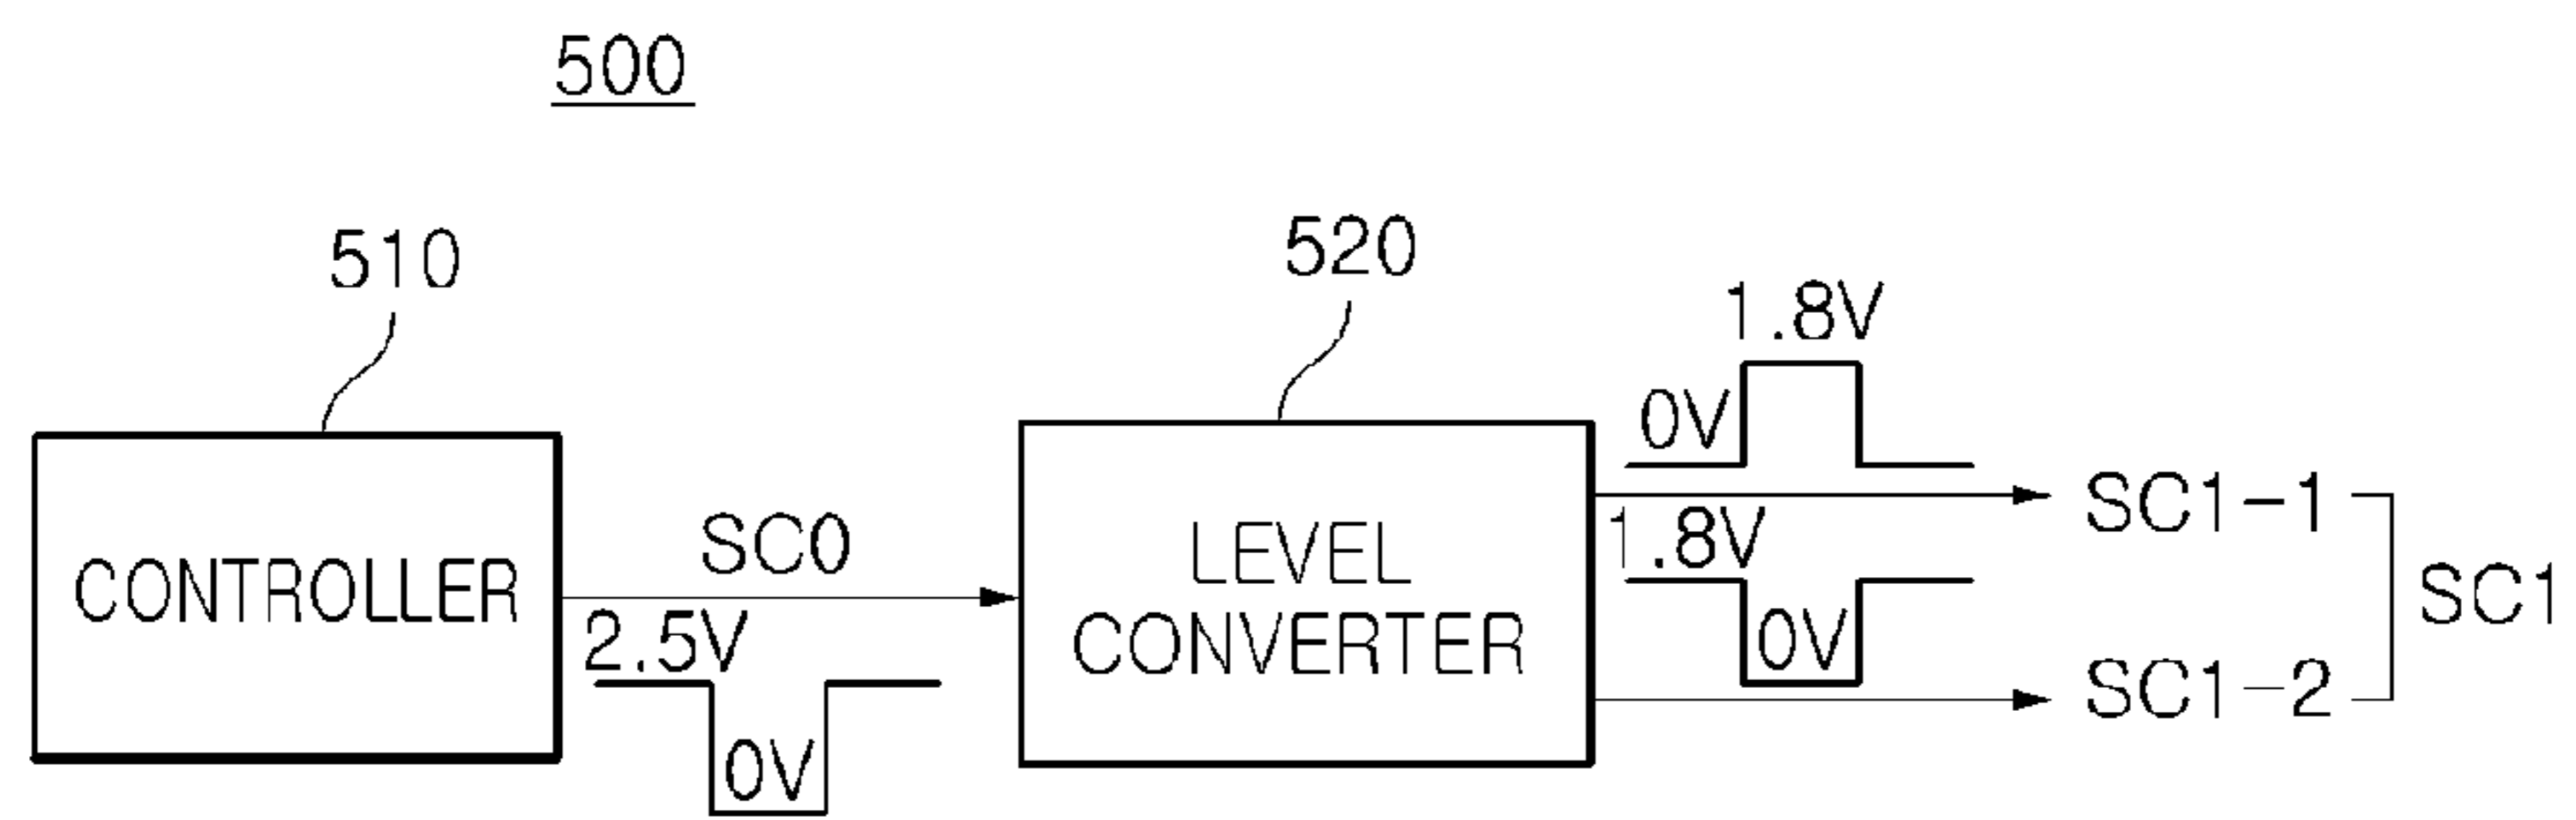 500
510
520
1.8V
0V
SC1-1
SC0
LEVEL
1.8V
CONTROLLER
SC1
2.5V
CONVERTER
0V
SC1-2
0V